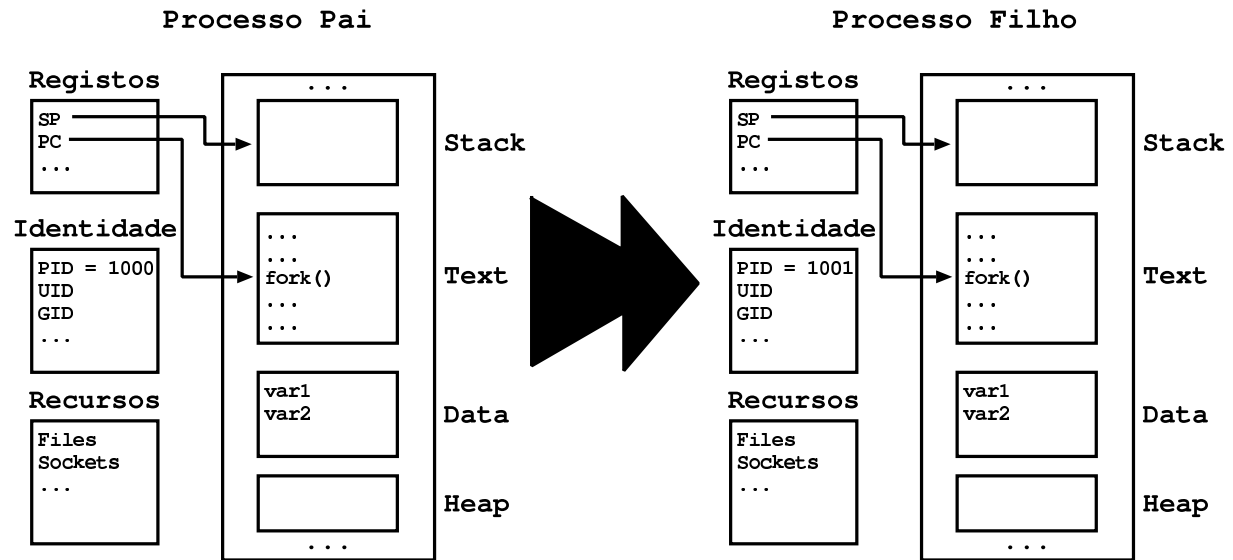 Processo Pai
Registos
SP
PC
...
Identidade
PID = 1000
UID
GID
...
Recursos
Files
Sockets
...
...
Stack
...
...
fork()
...
...
Text
var1
var2
Data
Heap
...
Processo Filho
Registos
SP
PC
...
Identidade
PID = 1001
UID
GID
...
Recursos
Files
Sockets
...
...
Stack
...
...
fork()
...
...
Text
var1
var2
Data
Heap
...